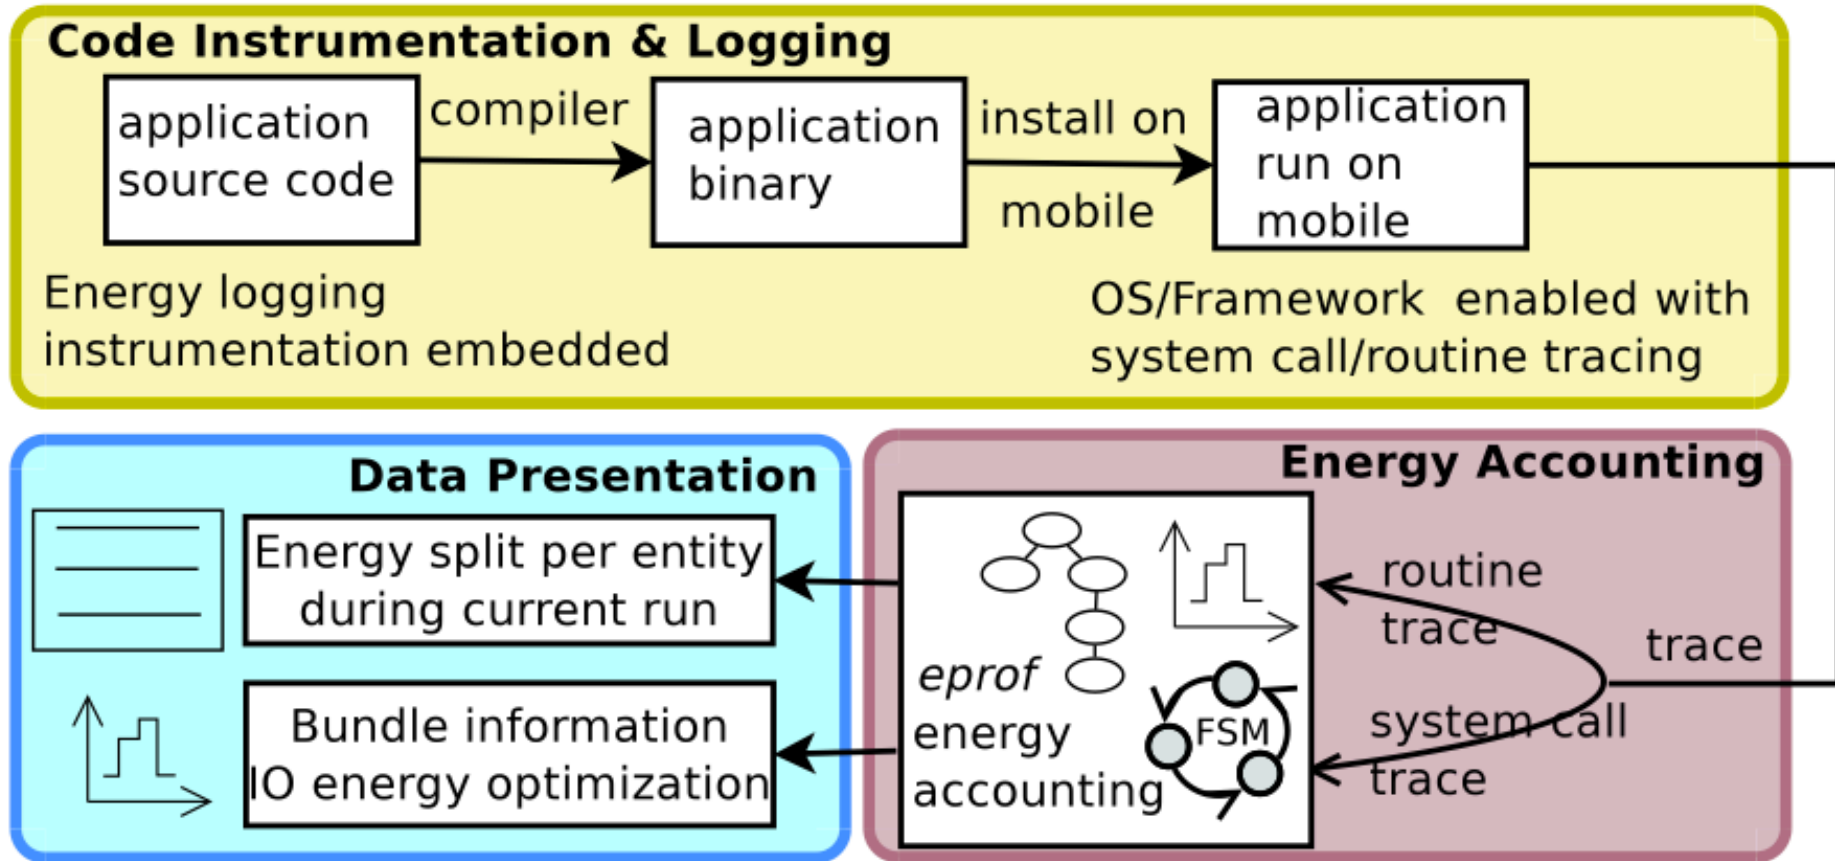 Code Instrumentation & Logging
application
source code
compiler
application
binary
install on
mobile
application
run on
mobile
Energy logging
instrumentation embedded
OS/Framework enabled with
system call/routine tracing
Data Presentation
Energy split per entity
during current run
Bundle information
IO energy optimization
Energy Accounting
eprof
energy
accounting
FSM
routine
trace
system call
trace
trace